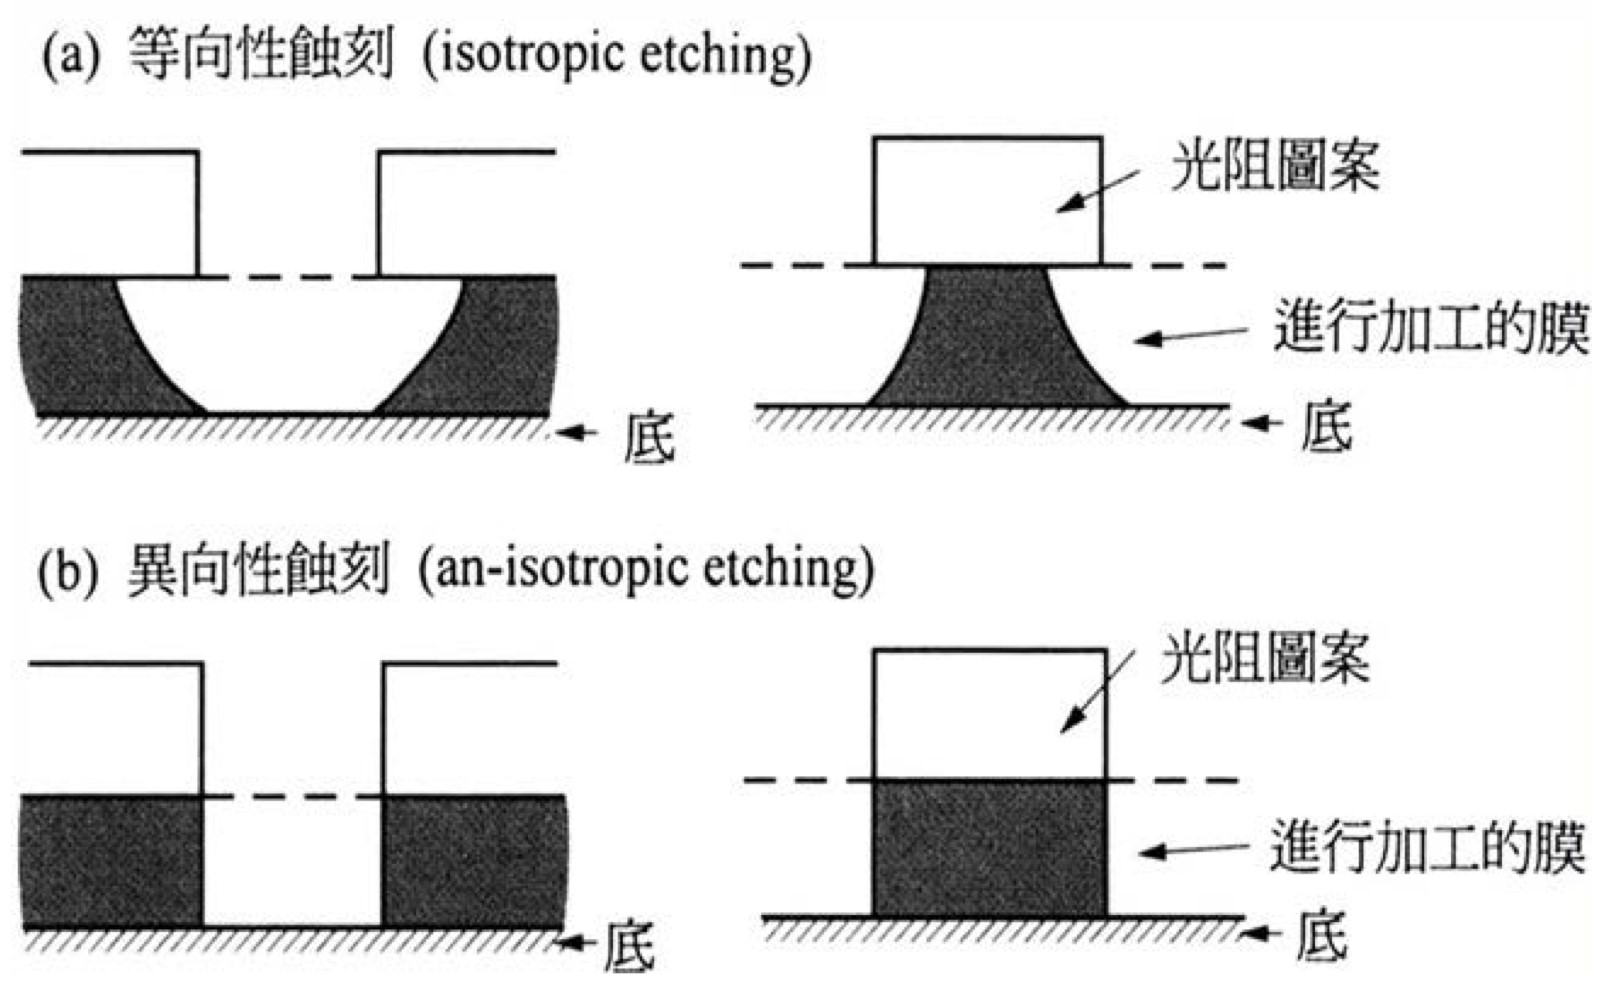 (a) 等向性蝕刻 (isotropic etching)
光阻圖案
進行加工的膜
底
底
(b) 異向性蝕刻 (an-isotropic etching)
光阻圖案
進行加工的膜
底
底